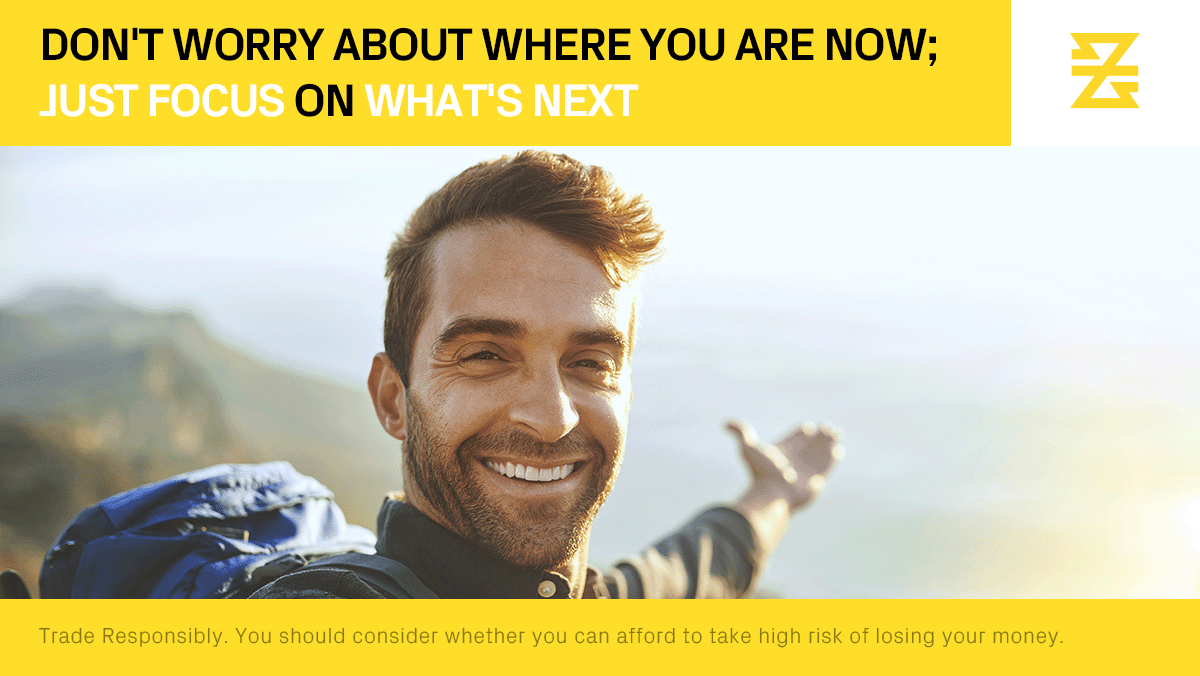 DON'T WORRY ABOUT WHERE YOU ARE NOW;
JUST FOCUS ON WHAT'S NEXT
Trade Responsibly. You should consider whether you can afford to take high risk of losing your money.